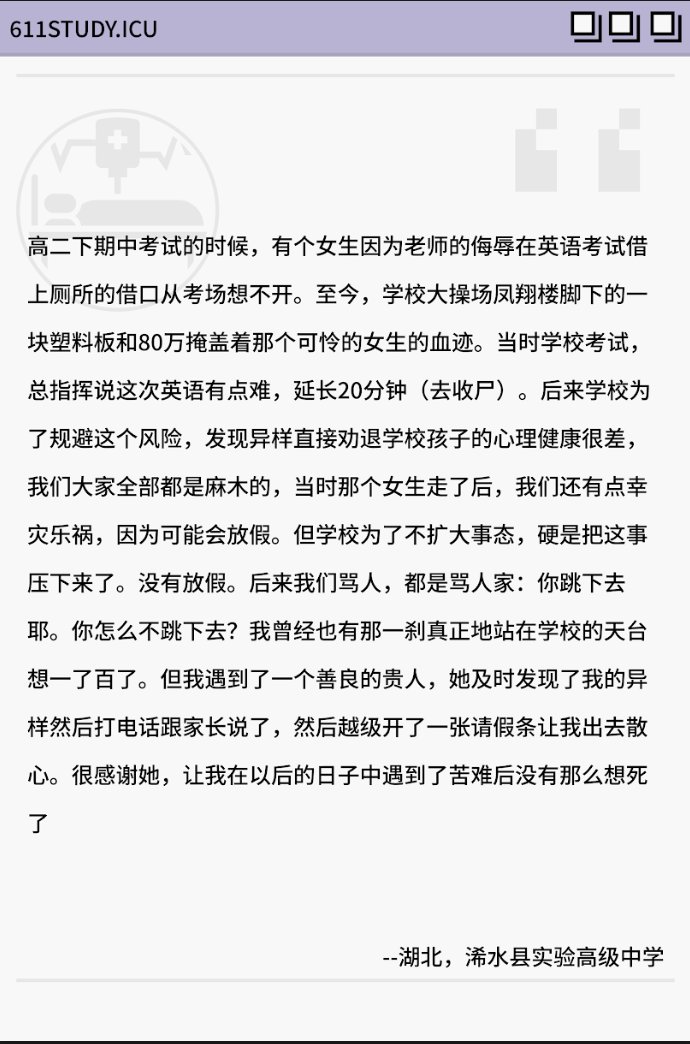 611STUDY.ICU
高二下期中考试的时候，有个女生因为老师的侮辱在英语考试借
上厕所的借口从考场想不开。至今，学校大操场凤翔楼脚下的一
块塑料板和80万掩盖着那个可怜的女生的血迹。当时学校考试，
总指挥说这次英语有点难，延长20分钟（去收尸）。后来学校为
了规避这个风险，发现异样直接劝退学校孩子的心理健康很差，
我们大家全部都是麻木的，当时那个女生走了后，我们还有点幸
灾乐祸，因为可能会放假。但学校为了不扩大事态，硬是把这事
压下来了。没有放假。后来我们骂人，都是骂人家：你跳下去
耶。你怎么不跳下去？我曾经也有那一刹真正地站在学校的天台
想一了百了。但我遇到了一个善良的贵人，她及时发现了我的异
样然后打电话跟家长说了，然后越级开了一张请假条让我出去散
心。很感谢她，让我在以后的日子中遇到了苦难后没有那么想死
了
--湖北，浠水县实验高级中学